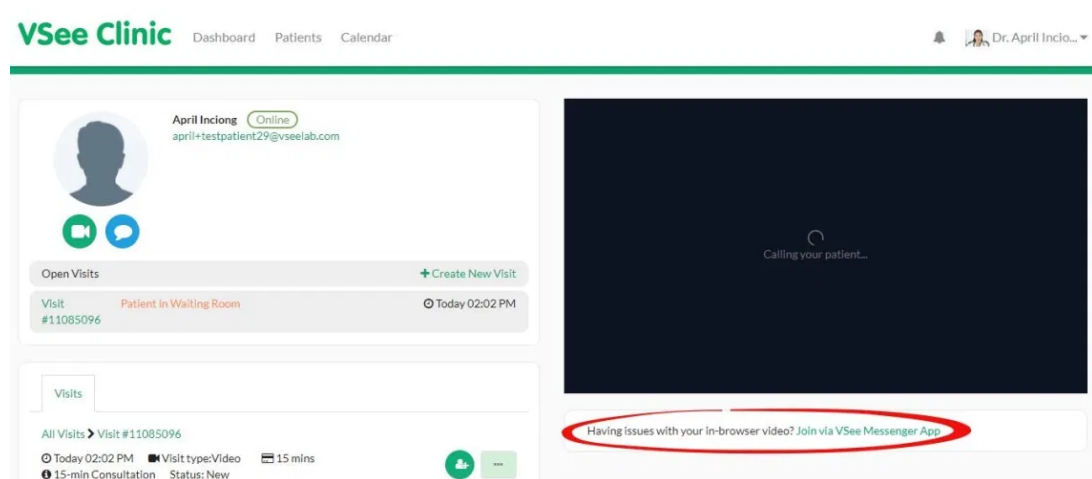 VSee Clinic Dashboard Patients Calendar Dr. April Incio...
April Inciong Online
april+testpatient29@vseelab.com
Open Visits + Create New Visit
Visit #11085096 Patient in Waiting Room Today 02:02 PM
Visits
All Visits > Visit #11085096
Today 02:02 PM Visit type:Video 15 mins
15-min Consultation Status: New
...
Calling your patient...
Having issues with your in-browser video? Join via VSee Messenger App